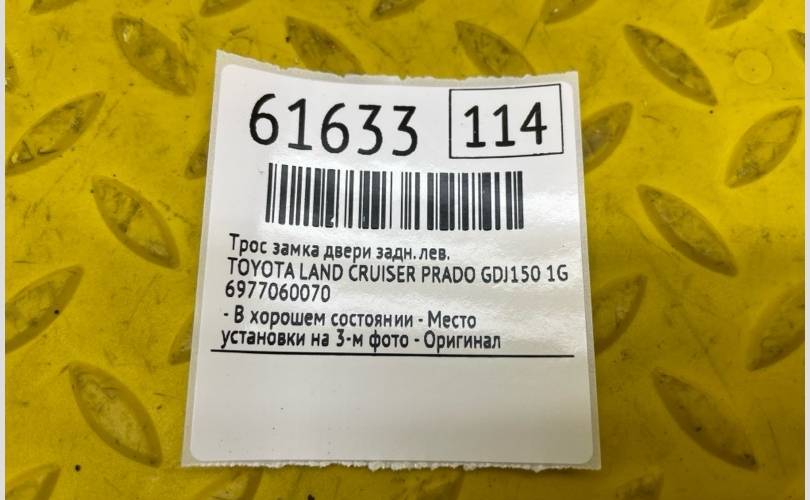 61633
114
Трос замка двери задн.лев.
TOYOTA LAND CRUISER PRADO GDJ150 1G
6977060070
- В хорошем состоянии - Место
установки на 3-м фото - Оригинал